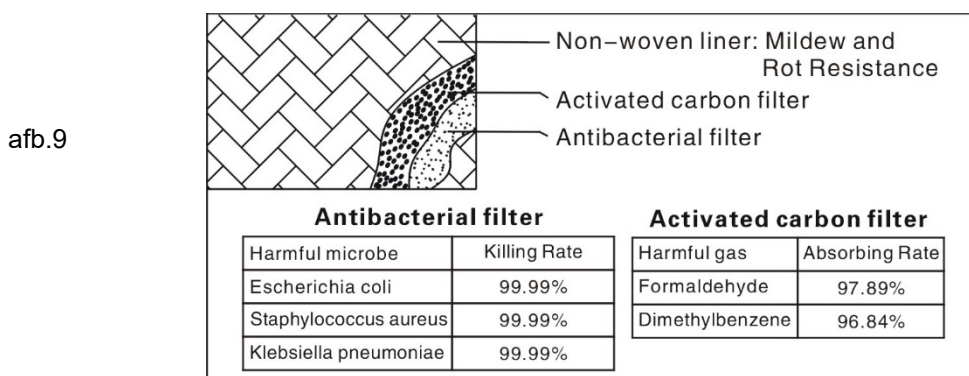 afb.9
Non-woven liner: Mildew and
Rot Resistance
Activated carbon filter
Antibacterial filter
Antibacterial filter
Harmful microbe Killing Rate
Escherichia coli 99.99%
Staphylococcus aureus 99.99%
Klebsiella pneumoniae 99.99%
Activated carbon filter
Harmful gas Absorbing Rate
Formaldehyde 97.89%
Dimethylbenzene 96.84%